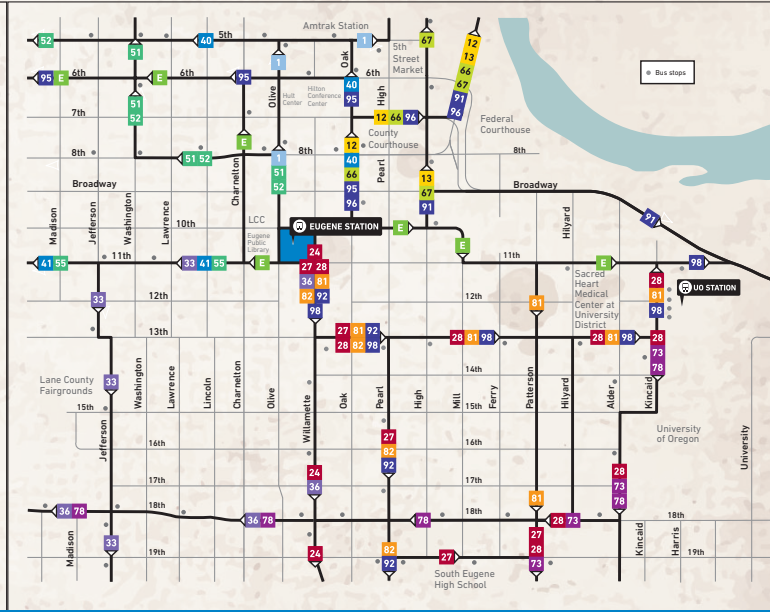 Amtrak Station
52
40
5th
1
67
12
13
66
67
91
96
51
1
Oak
5th
Street
Market
Bus stops
95 E
6th
E
6th
95
6th
40
95
Olive
Hult
Center
Hilton
Conference
Center
High
51
52
7th
12 66 96
County
Courthouse
Federal
Courthouse
E
12
40
66
95
96
8th
51 52
1
51
52
8th
8th
Charnelton
Pearl
13
67
91
Broadway
Broadway
Madison
Jefferson
Washington
Lawrence
10th
LCC
Eugene
Public
Library
EUGENE STATION
E
E
Hilyard
91
41 55
11th
33 41 55
E
24
27 28
36 81
82 92
98
11th
E
98
33
12th
12th
81
Sacred
Heart
Medical
Center at
University
District
28
81
98
UO STATION
13th
27 81 92
28 82 98
28 81 98
28 81 98
28
73
78
Lane County
Fairgrounds
33
Washington
Lawrence
Lincoln
Charnelton
Olive
Willamette
Oak
Pearl
High
Mill
Ferry
Patterson
Hilyard
Alder
Kincaid
14th
15th
15th
Jefferson
University
of Oregon
University
16th
27
82
92
16th
17th
24
36
17th
81
28
73
78
36 78
18th
36 78
78
18th
28 73
18th
33
Madison
19th
24
82
92
27
27
28
73
Kincaid
Harris
19th
South Eugene
High School